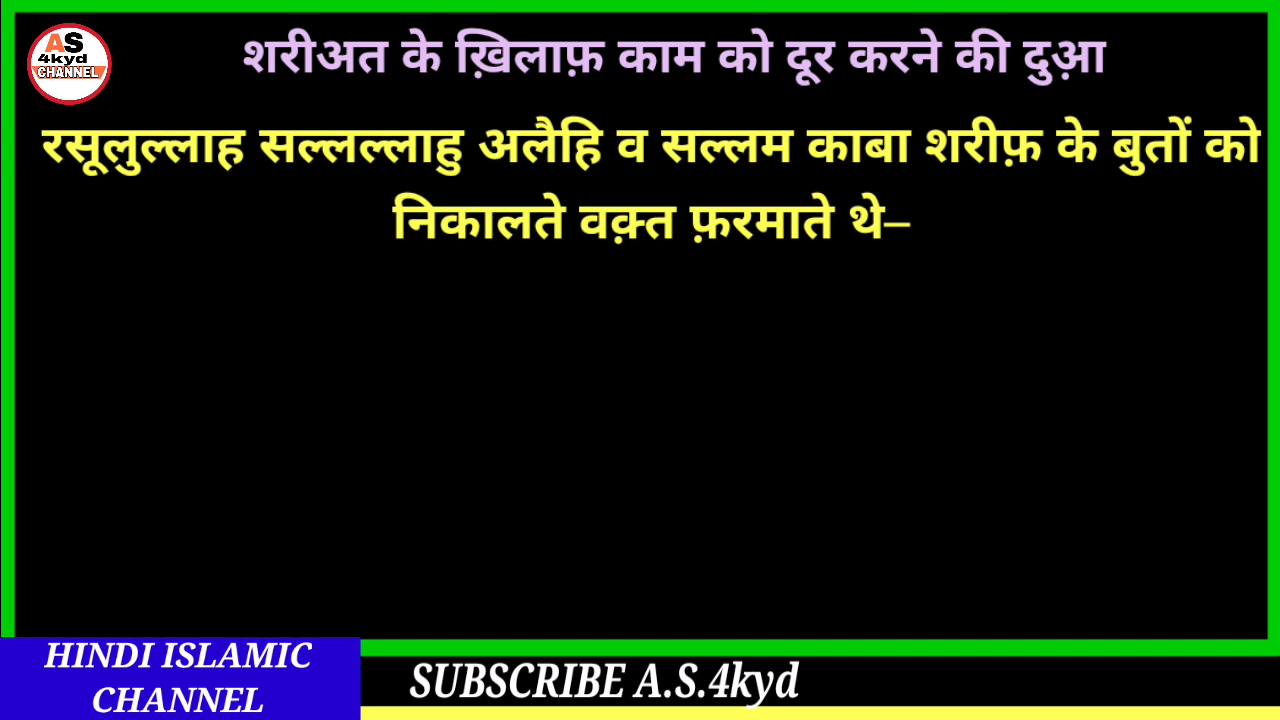 AS
4kyd
CHANNEL
शरीअत के ख़िलाफ़ काम को दूर करने की दुआ़
रसूलुल्लाह सल्लल्लाहु अलैहि व सल्लम काबा शरीफ़ के बुतों को
निकालते वक़्त फ़रमाते थे–
HINDI ISLAMIC
CHANNEL
SUBSCRIBE A.S.4kyd